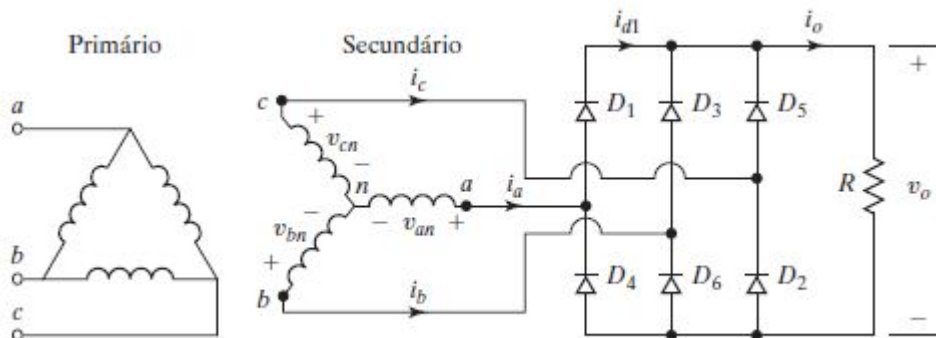 Primário
Secundário
a
b
c
c
+
v_cn
−
n
−
v_bn
+
b
a
− v_an +
i_c
i_a
i_b
i_d1
i_o
D_1
D_3
D_5
D_4
D_6
D_2
R
+
v_o
−